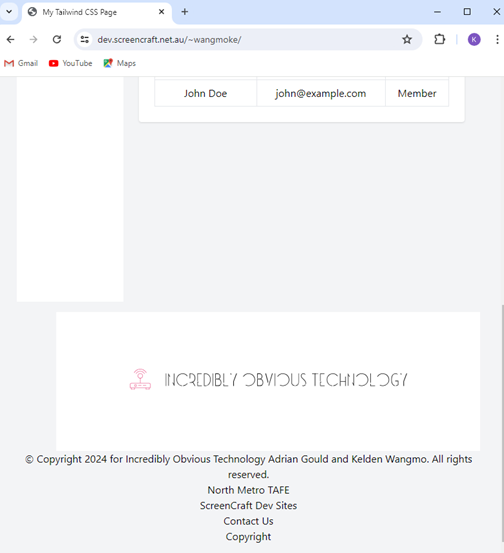 My Tailwind CSS Page
dev.screencraft.net.au/~wangmoke/
K
Gmail YouTube Maps
John Doe john@example.com Member
INCREDIBLY OBVIOUS TECHNOLOGY
© Copyright 2024 for Incredibly Obvious Technology Adrian Gould and Kelden Wangmo. All rights
reserved.
North Metro TAFE
ScreenCraft Dev Sites
Contact Us
Copyright